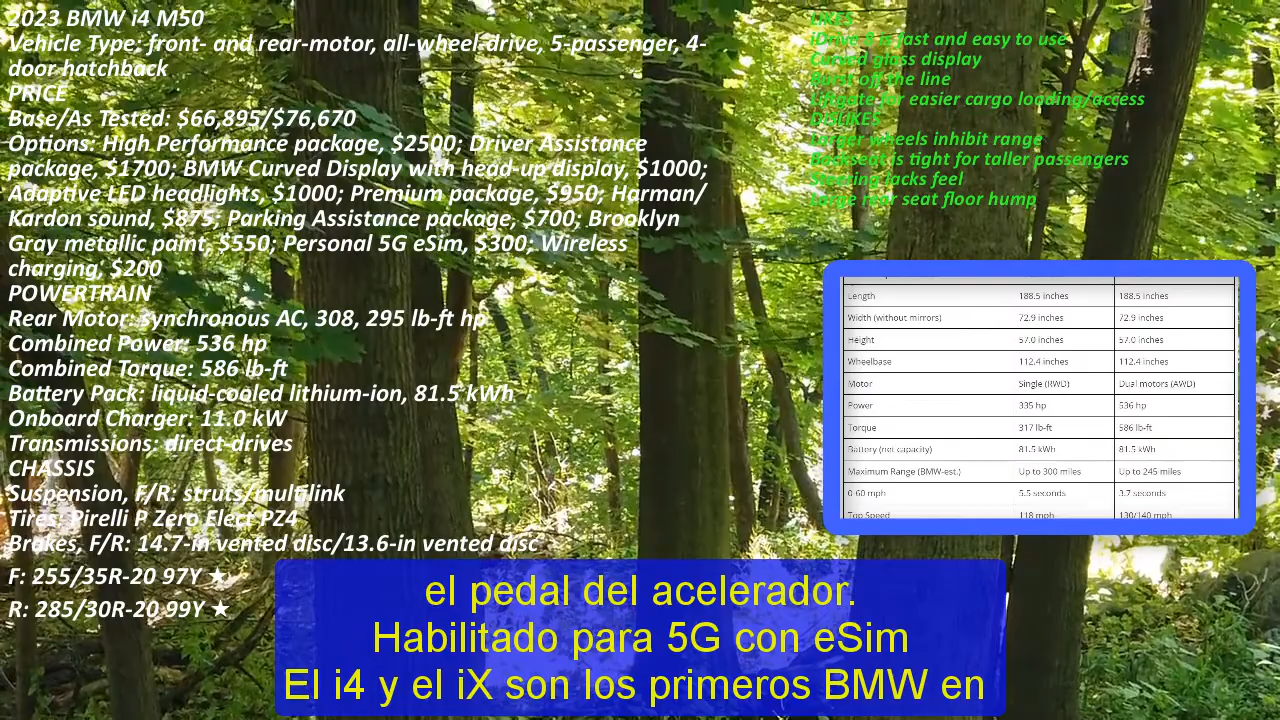 2023 BMW i4 M50
Vehicle Type: front- and rear-motor, all-wheel-drive, 5-passenger, 4-
door hatchback
PRICE
Base/As Tested: $66,895/$76,670
Options: High Performance package, $2500; Driver Assistance
package, $1700; BMW Curved Display with head-up display, $1000;
Adaptive LED headlights, $1000; Premium package, $950; Harman/
Kardon sound, $875; Parking Assistance package, $700; Brooklyn
Gray metallic paint, $550; Personal 5G eSim, $300; Wireless
charging, $200
POWERTRAIN
Rear Motor: synchronous AC, 308, 295 lb-ft hp
Combined Power: 536 hp
Combined Torque: 586 lb-ft
Battery Pack: liquid-cooled lithium-ion, 81.5 kWh
Onboard Charger: 11.0 kW
Transmissions: direct-drives
CHASSIS
Suspension, F/R: struts/multilink
Tires: Pirelli P Zero Elect PZ4
Brakes, F/R: 14.7-in vented disc/13.6-in vented disc
F: 255/35R-20 97Y ★
R: 285/30R-20 99Y ★
LIKES
iDrive 8 is fast and easy to use
Curved glass display
Burst off the line
Liftgate for easier cargo loading/access
DISLIKES
Larger wheels inhibit range
Backseat is tight for taller passengers
Steering lacks feel
Large rear seat floor hump
Length 188.5 inches 188.5 inches
Width (without mirrors) 72.9 inches 72.9 inches
Height 57.0 inches 57.0 inches
Wheelbase 112.4 inches 112.4 inches
Motor Single (RWD) Dual motors (AWD)
Power 335 hp 536 hp
Torque 317 lb-ft 586 lb-ft
Battery (net capacity) 81.5 kWh 81.5 kWh
Maximum Range (BMW-est.) Up to 300 miles Up to 245 miles
0-60 mph 5.5 seconds 3.7 seconds
Top Speed 118 mph 130/140 mph
el pedal del acelerador.
Habilitado para 5G con eSim
El i4 y el iX son los primeros BMW en